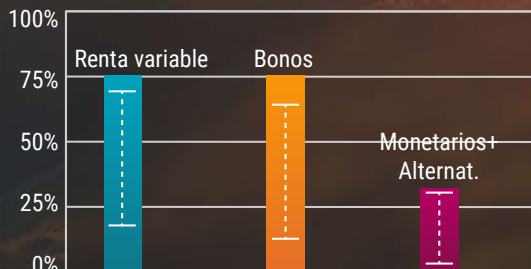 100%
Renta variable
Bonos
75%
50%
Monetarios+
Alternat.
25%
0%